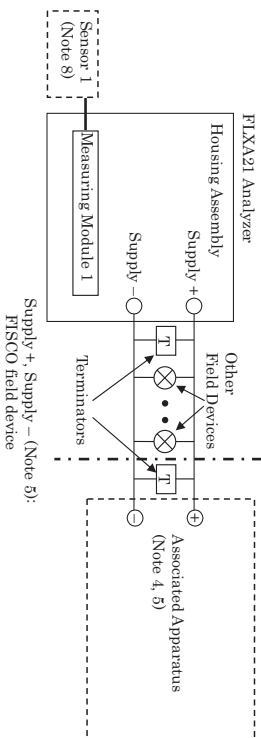 FLXA21 Analyzer
Housing Assembly
Sensor 1
(Note 8)
Measuring Module 1
Supply +
Supply –
Other
Field Devices
T
T
Terminators
+
–
Associated Apparatus
(Note 4, 5)
Supply +, Supply – (Note 5):
FISCO field device